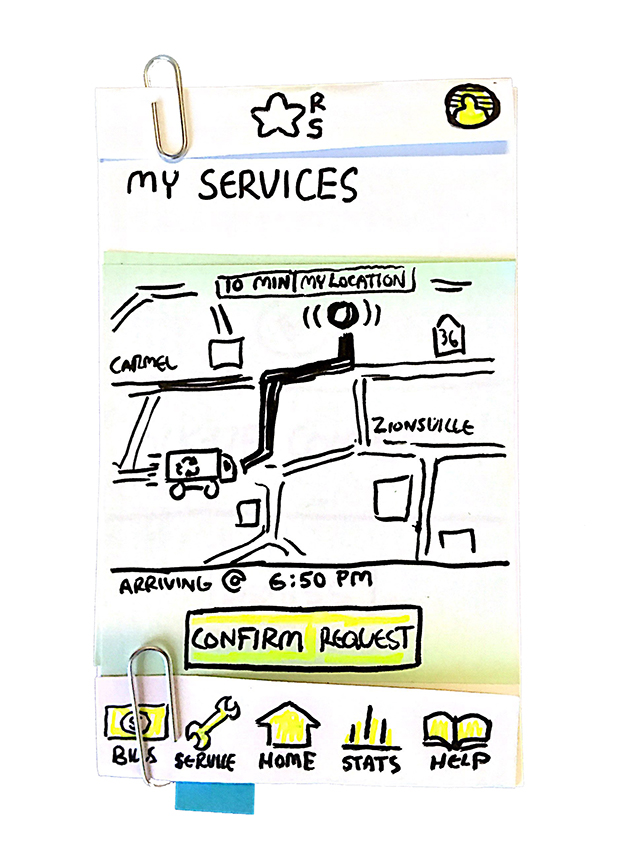 R
S
MY SERVICES
10 MIN MY LOCATION
36
CARMEL
ZIONSVILLE
ARRIVING @ 6:50 PM
CONFIRM REQUEST
$
SERVICE
HOME
STATS
HELP